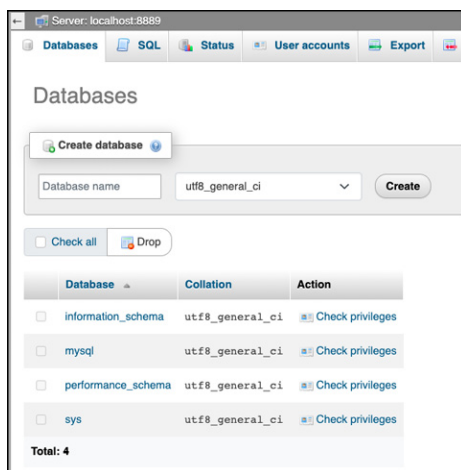 Server: localhost:8889
Databases SQL Status User accounts Export
Databases
Create database
Database name utf8_general_ci Create
Check all Drop
Database Collation Action
information_schema utf8_general_ci Check privileges
mysql utf8_general_ci Check privileges
performance_schema utf8_general_ci Check privileges
sys utf8_general_ci Check privileges
Total: 4